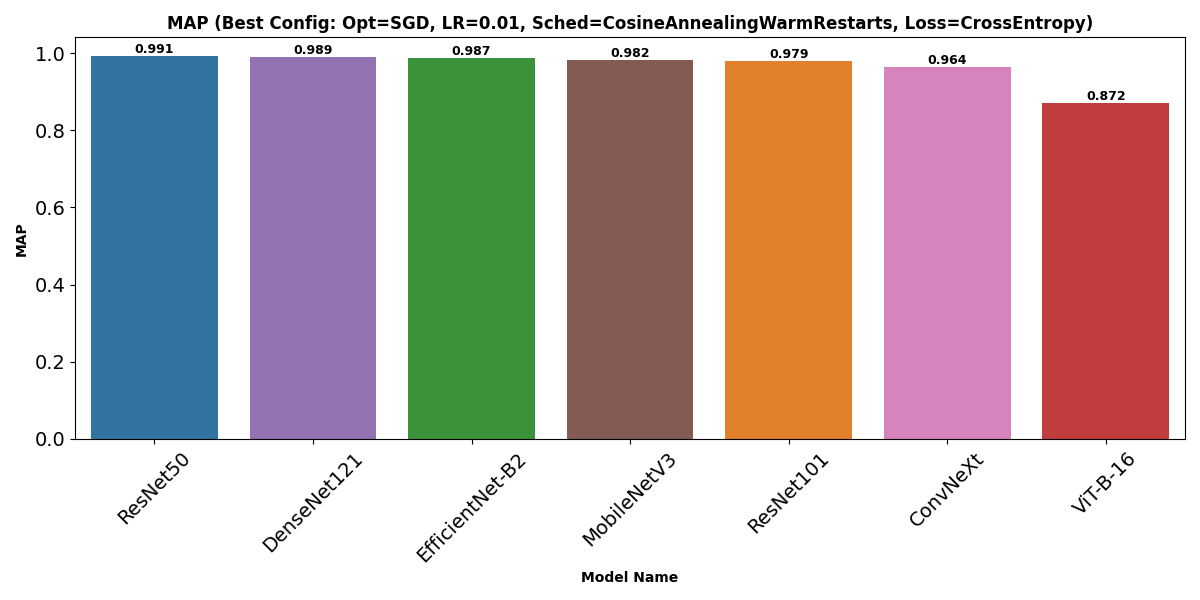 MAP (Best Config: Opt=SGD, LR=0.01, Sched=CosineAnnealingWarmRestarts, Loss=CrossEntropy)
0.991
0.989
0.987
0.982
0.979
0.964
0.872
MAP
1.0
0.8
0.6
0.4
0.2
0.0
ResNet50
DenseNet121
EfficientNet-B2
MobileNetV3
ResNet101
ConvNeXt
ViT-B-16
Model Name